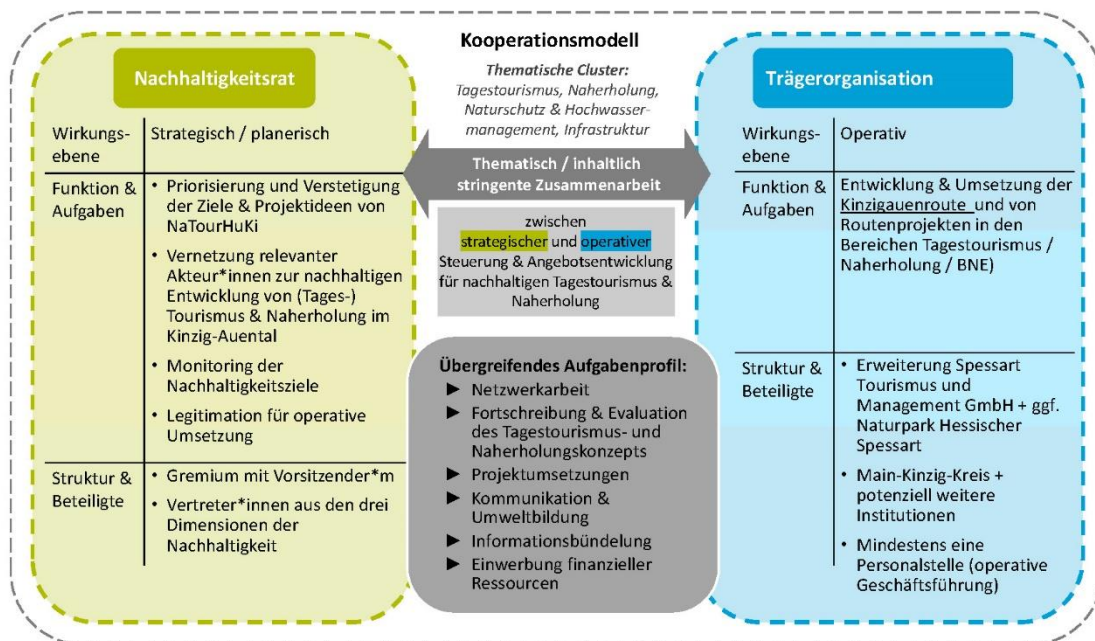 Kooperationsmodell
Thematische Cluster:
Tagestourismus, Naherholung,
Naturschutz & Hochwasser-
management, Infrastruktur
Thematisch / inhaltlich
stringente Zusammenarbeit
zwischen
strategischer und operativer
Steuerung & Angebotsentwicklung
für nachhaltigen Tagestourismus &
Naherholung
Nachhaltigkeitsrat
Wirkungs-
ebene
Strategisch / planerisch
Funktion &
Aufgaben
• Priorisierung und Verstetigung
der Ziele & Projektideen von
NaTourHuKi
• Vernetzung relevanter
Akteur*innen zur nachhaltigen
Entwicklung von (Tages-)
Tourismus & Naherholung im
Kinzig-Auental
• Monitoring der
Nachhaltigkeitsziele
• Legitimation für operative
Umsetzung
Struktur &
Beteiligte
• Gremium mit Vorsitzender*m
• Vertreter*innen aus den drei
Dimensionen der
Nachhaltigkeit
Übergreifendes Aufgabenprofil:
► Netzwerkarbeit
► Fortschreibung & Evaluation
des Tagestourismus- und
Naherholungskonzepts
► Projektumsetzungen
► Kommunikation &
Umweltbildung
► Informationsbündelung
► Einwerbung finanzieller
Ressourcen
Trägerorganisation
Wirkungs-
ebene
Operativ
Funktion &
Aufgaben
Entwicklung & Umsetzung der
Kinzigauenroute und von
Routenprojekten in den
Bereichen Tagestourismus /
Naherholung / BNE)
Struktur &
Beteiligte
• Erweiterung Spessart
Tourismus und
Management GmbH + ggf.
Naturpark Hessischer
Spessart
• Main-Kinzig-Kreis +
potenziell weitere
Institutionen
• Mindestens eine
Personalstelle (operative
Geschäftsführung)